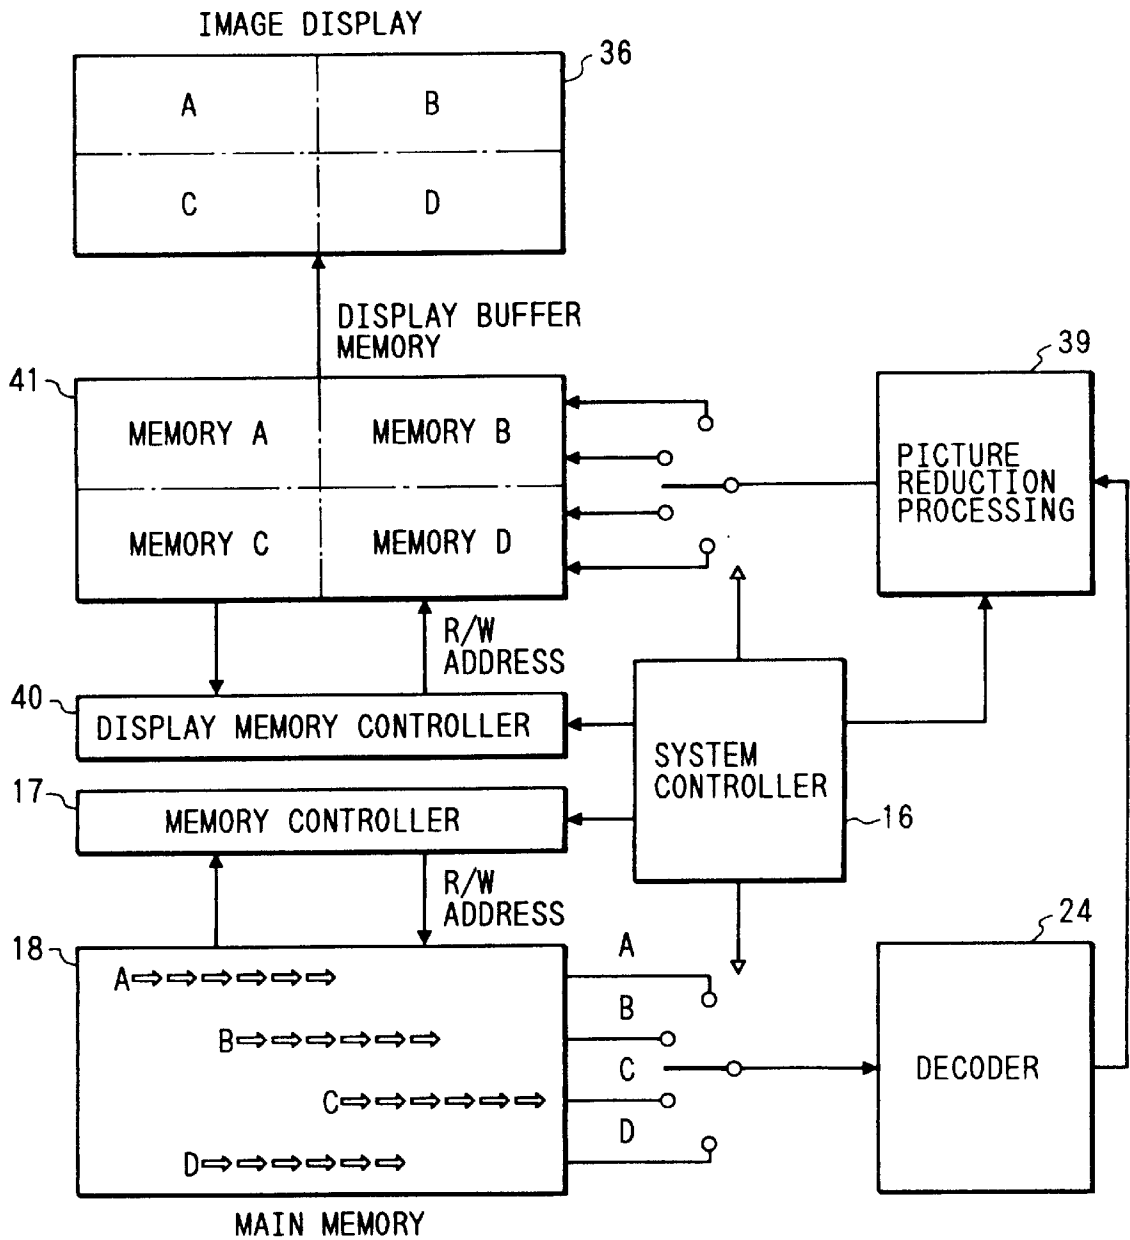 IMAGE DISPLAY
36
A
B
C
D
DISPLAY BUFFER
MEMORY
41
MEMORY A
MEMORY B
MEMORY C
MEMORY D
39
PICTURE
REDUCTION
PROCESSING
R/W
ADDRESS
40
DISPLAY MEMORY CONTROLLER
SYSTEM
CONTROLLER
16
17
MEMORY CONTROLLER
R/W
ADDRESS
18
A
B
C
D
A
B
C
D
24
DECODER
MAIN MEMORY